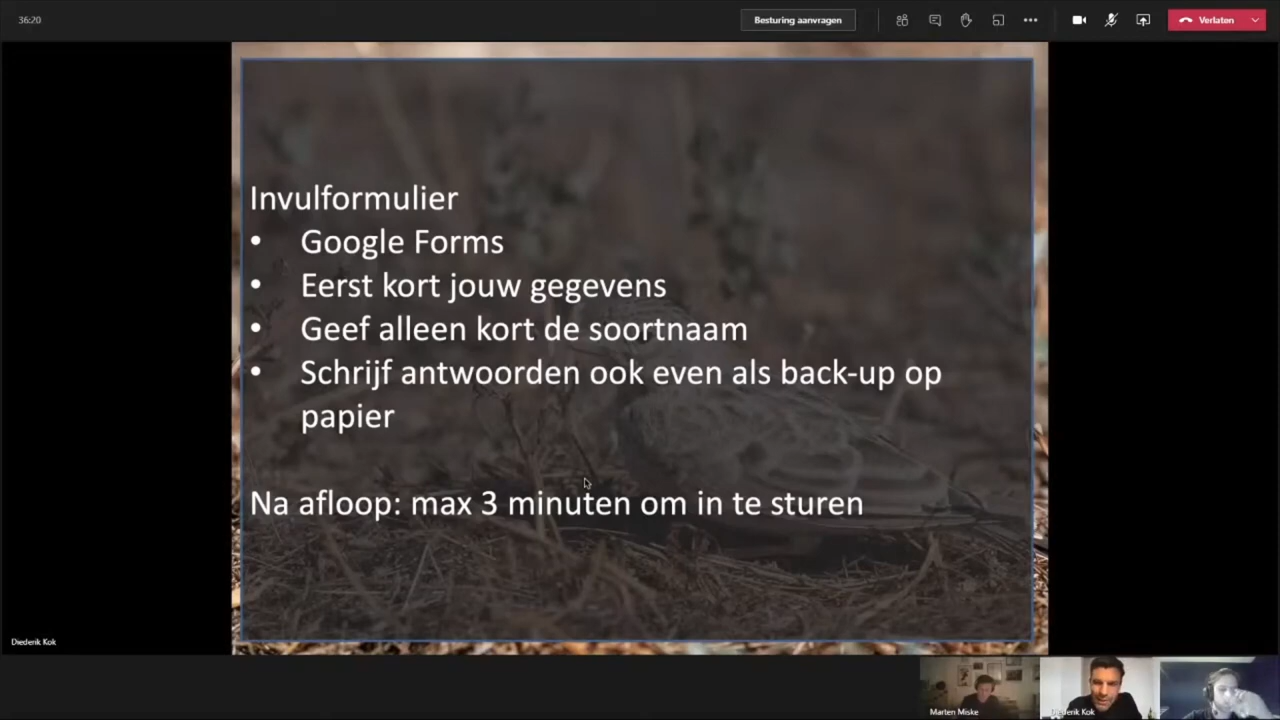 36:20
Besturing aanvragen
Verlaten
Invulformulier
• Google Forms
• Eerst kort jouw gegevens
• Geef alleen kort de soortnaam
• Schrijf antwoorden ook even als back-up op
papier
Na afloop: max 3 minuten om in te sturen
Diederik Kok
Marten Miske
Diederik Kok